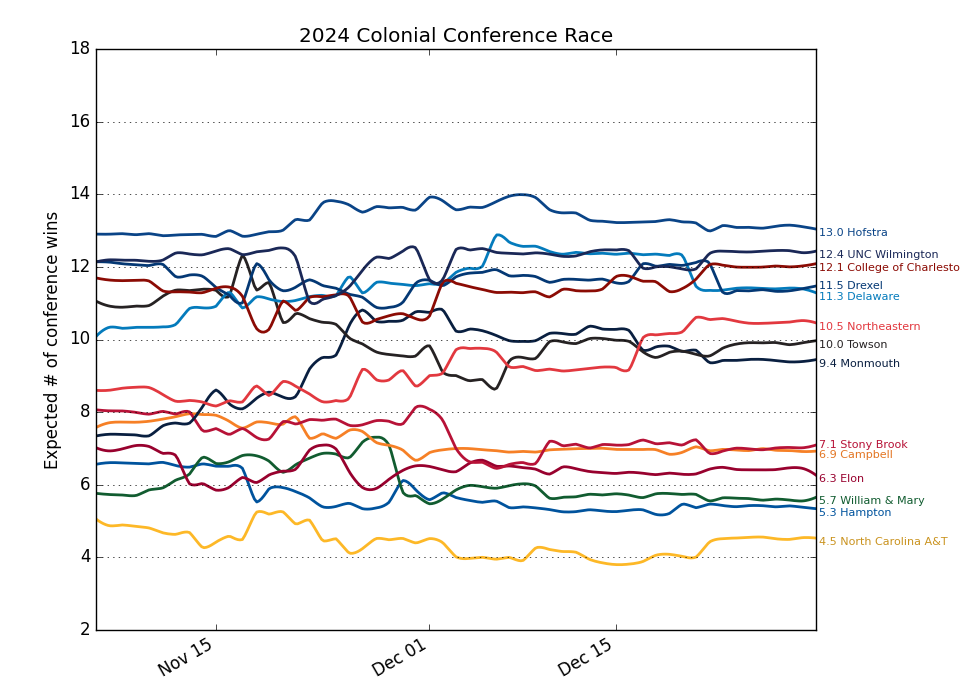 2024 Colonial Conference Race
Expected # of conference wins
18
16
14
12
10
8
6
4
2
Nov 15
Dec 01
Dec 15
13.0 Hofstra
12.4 UNC Wilmington
12.1 College of Charlesto
11.5 Drexel
11.3 Delaware
10.5 Northeastern
10.0 Towson
9.4 Monmouth
7.1 Stony Brook
6.9 Campbell
6.3 Elon
5.7 William & Mary
5.3 Hampton
4.5 North Carolina A&T